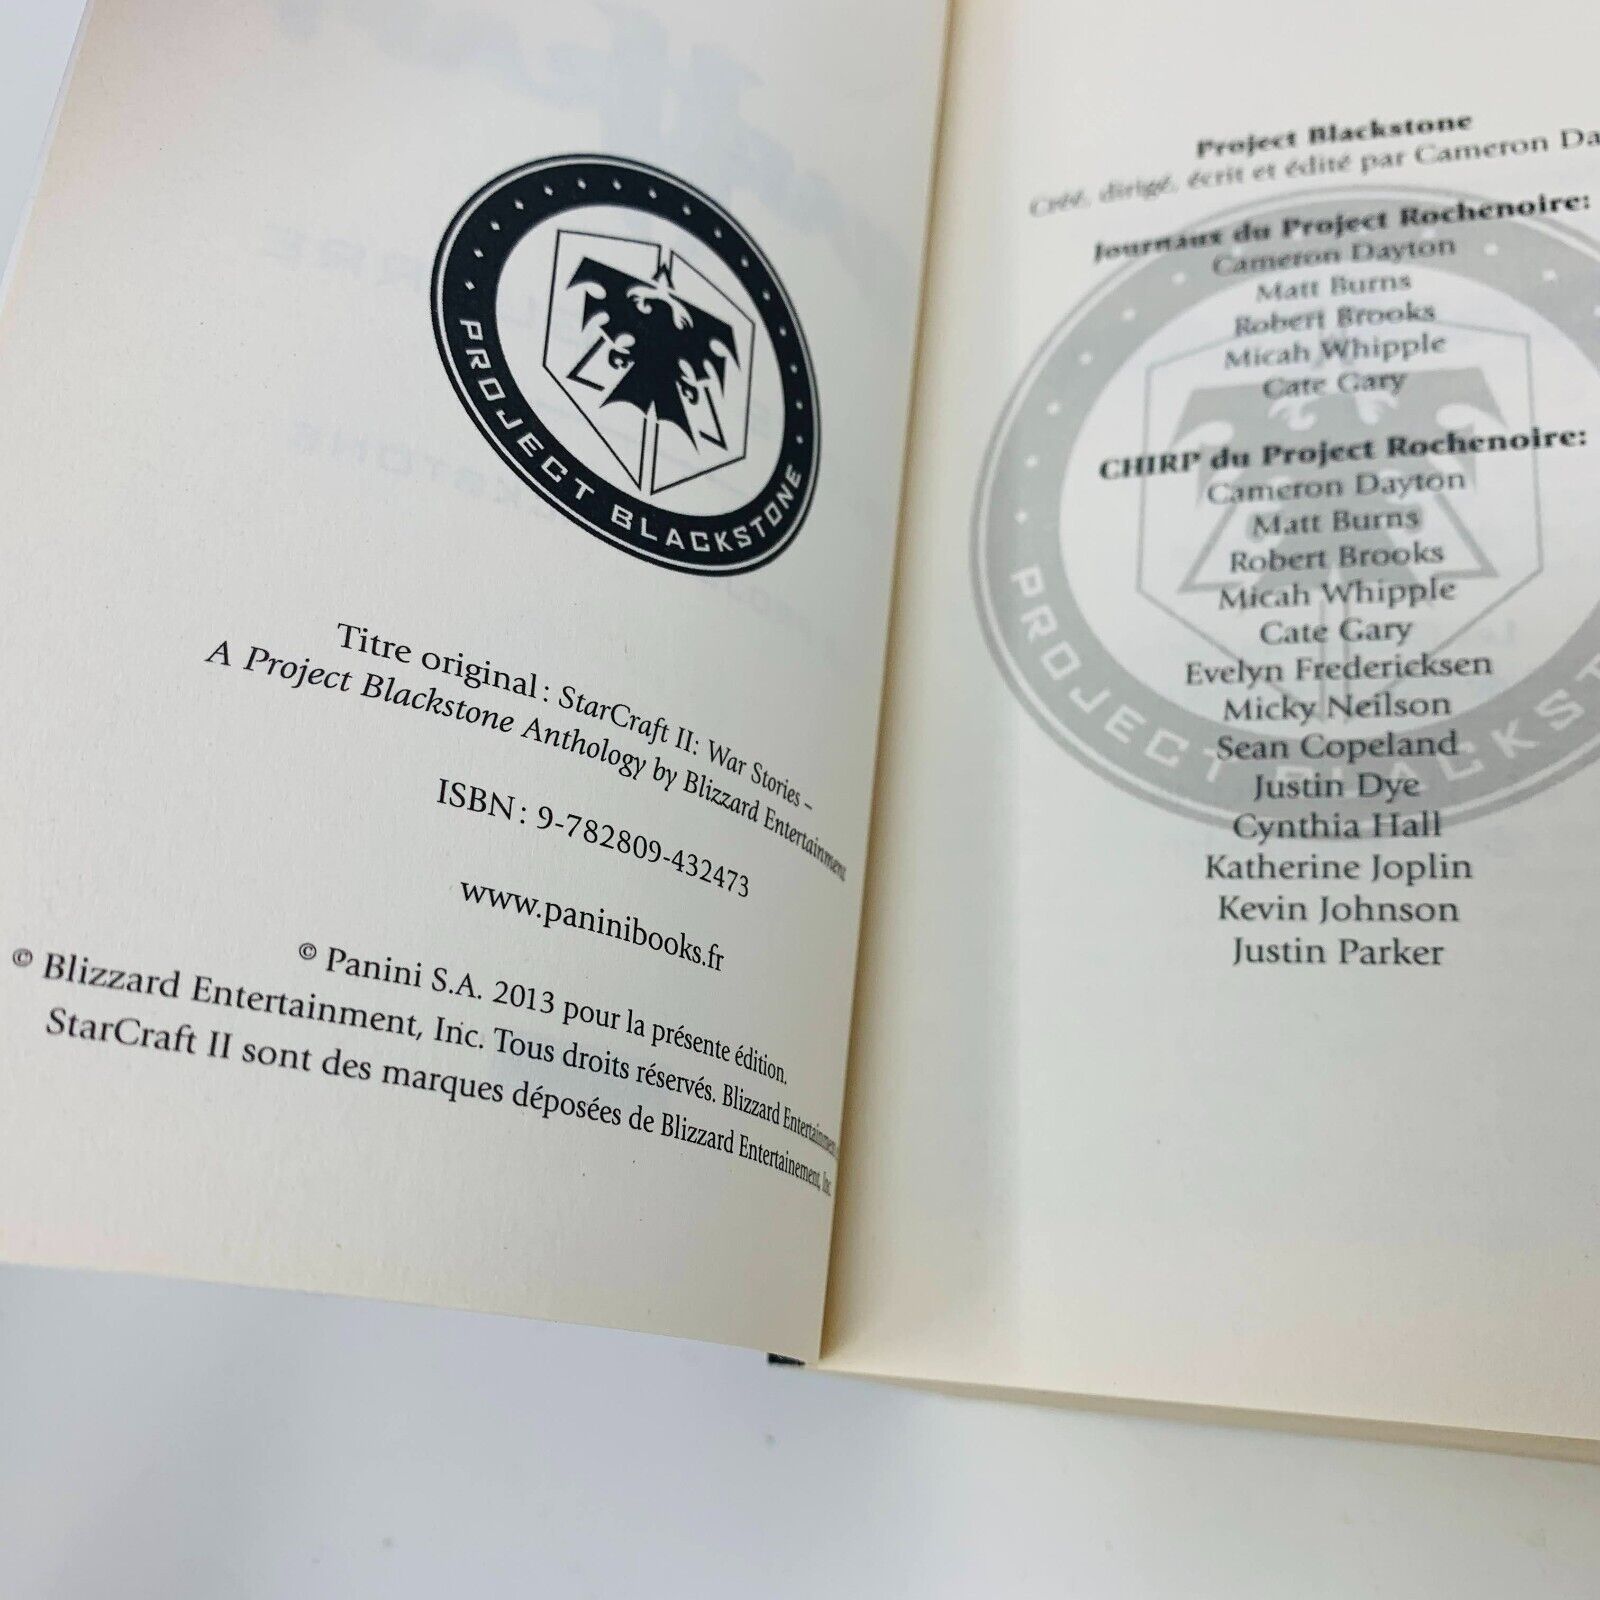 PROJECT BLACKSTONE
Titre original : StarCraft II: War Stories –
A Project Blackstone Anthology by Blizzard Entertainment.
ISBN : 9-782809-432473
www.paninibooks.fr
© Panini S.A. 2013 pour la présente édition.
© Blizzard Entertainment, Inc. Tous droits réservés. Blizzard Entertainment
StarCraft II sont des marques déposées de Blizzard Entertainement, Inc.
Project Blackstone
Créé, dirigé, écrit et édité par Cameron Da
Journaux du Project Rochenoire:
Cameron Dayton
Matt Burns
Robert Brooks
Micah Whipple
Cate Gary
CHIRP du Project Rochenoire:
Cameron Dayton
Matt Burns
Robert Brooks
Micah Whipple
Cate Gary
Evelyn Fredericksen
Micky Neilson
Sean Copeland
Justin Dye
Cynthia Hall
Katherine Joplin
Kevin Johnson
Justin Parker
PROJECT BLACKST